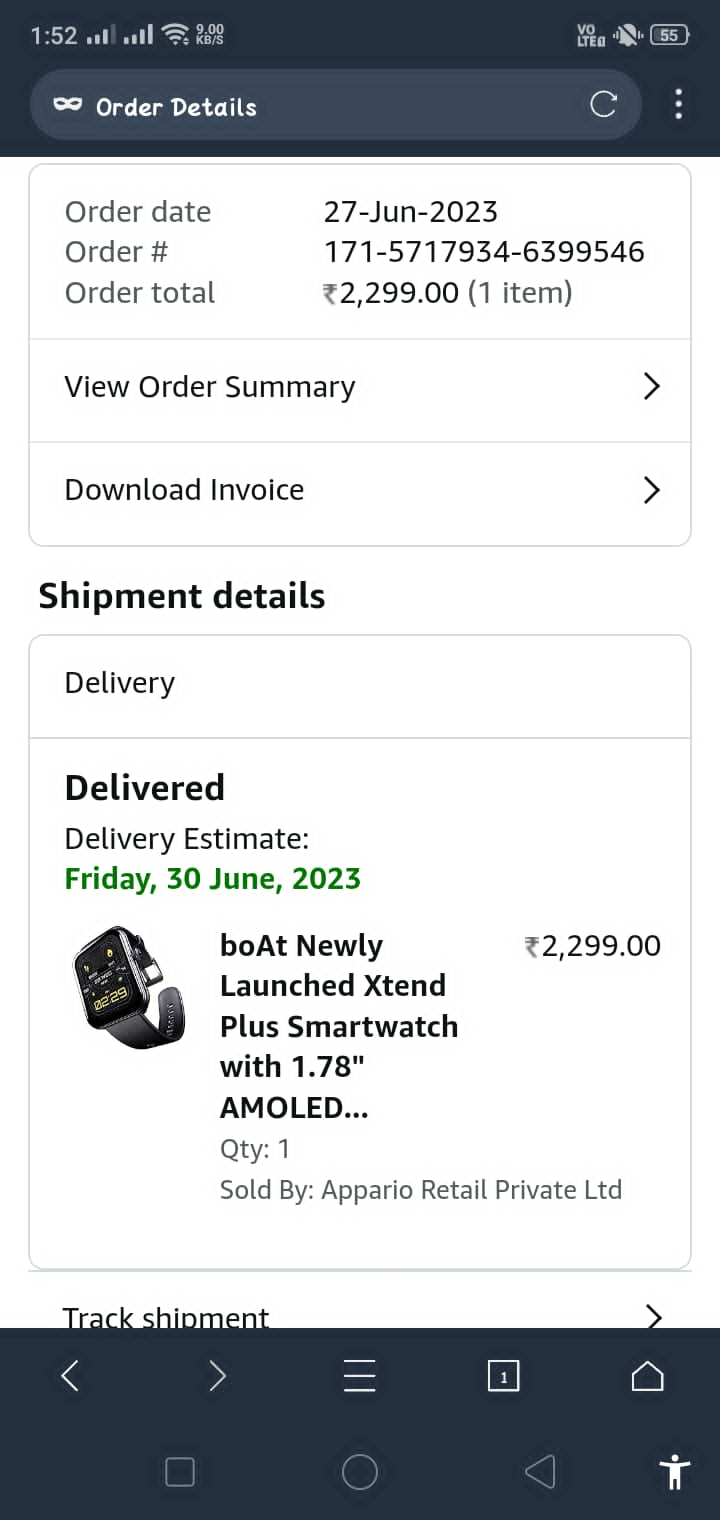 1:52
9.00
KB/S
VO
LTE
55
Order Details
Order date 27-Jun-2023
Order # 171-5717934-6399546
Order total ₹2,299.00 (1 item)
View Order Summary
Download Invoice
Shipment details
Delivery
Delivered
Delivery Estimate:
Friday, 30 June, 2023
boAt Newly ₹2,299.00
Launched Xtend
Plus Smartwatch
with 1.78"
AMOLED...
Qty: 1
Sold By: Appario Retail Private Ltd
02:29
Track shipment
1